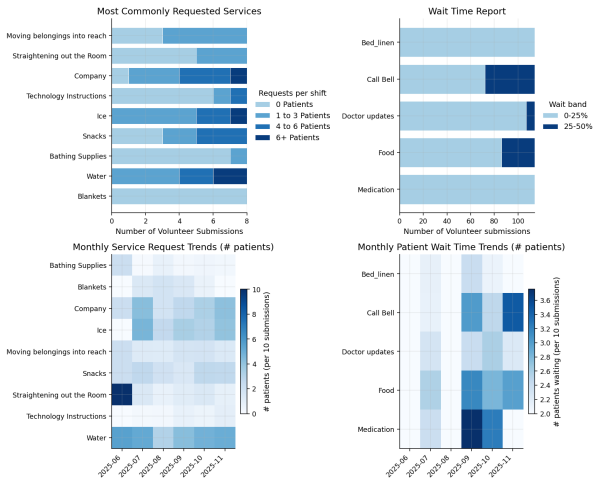 Most Commonly Requested Services
Moving belongings into reach
Straightening out the Room
Company
Technology Instructions
Ice
Snacks
Bathing Supplies
Water
Blankets
0 2 4 6 8
Number of Volunteer Submissions
Requests per shift
0 Patients
1 to 3 Patients
4 to 6 Patients
6+ Patients
Wait Time Report
Bed_linen
Call Bell
Doctor updates
Food
Medication
0 20 40 60 80 100
Number of Volunteer submissions
Wait band
0-25%
25-50%
Monthly Service Request Trends (# patients)
Bathing Supplies
Blankets
Company
Ice
Moving belongings into reach
Snacks
Straightening out the Room
Technology Instructions
Water
2025-06 2025-07 2025-08 2025-09 2025-10 2025-11
10
8
6
4
2
0
# patients (per 10 submissions)
Monthly Patient Wait Time Trends (# patients)
Bed_linen
Call Bell
Doctor updates
Food
Medication
2025-06 2025-07 2025-08 2025-09 2025-10 2025-11
3.6
3.4
3.2
3.0
2.8
2.6
2.4
2.2
2.0
# patients waiting (per 10 submissions)